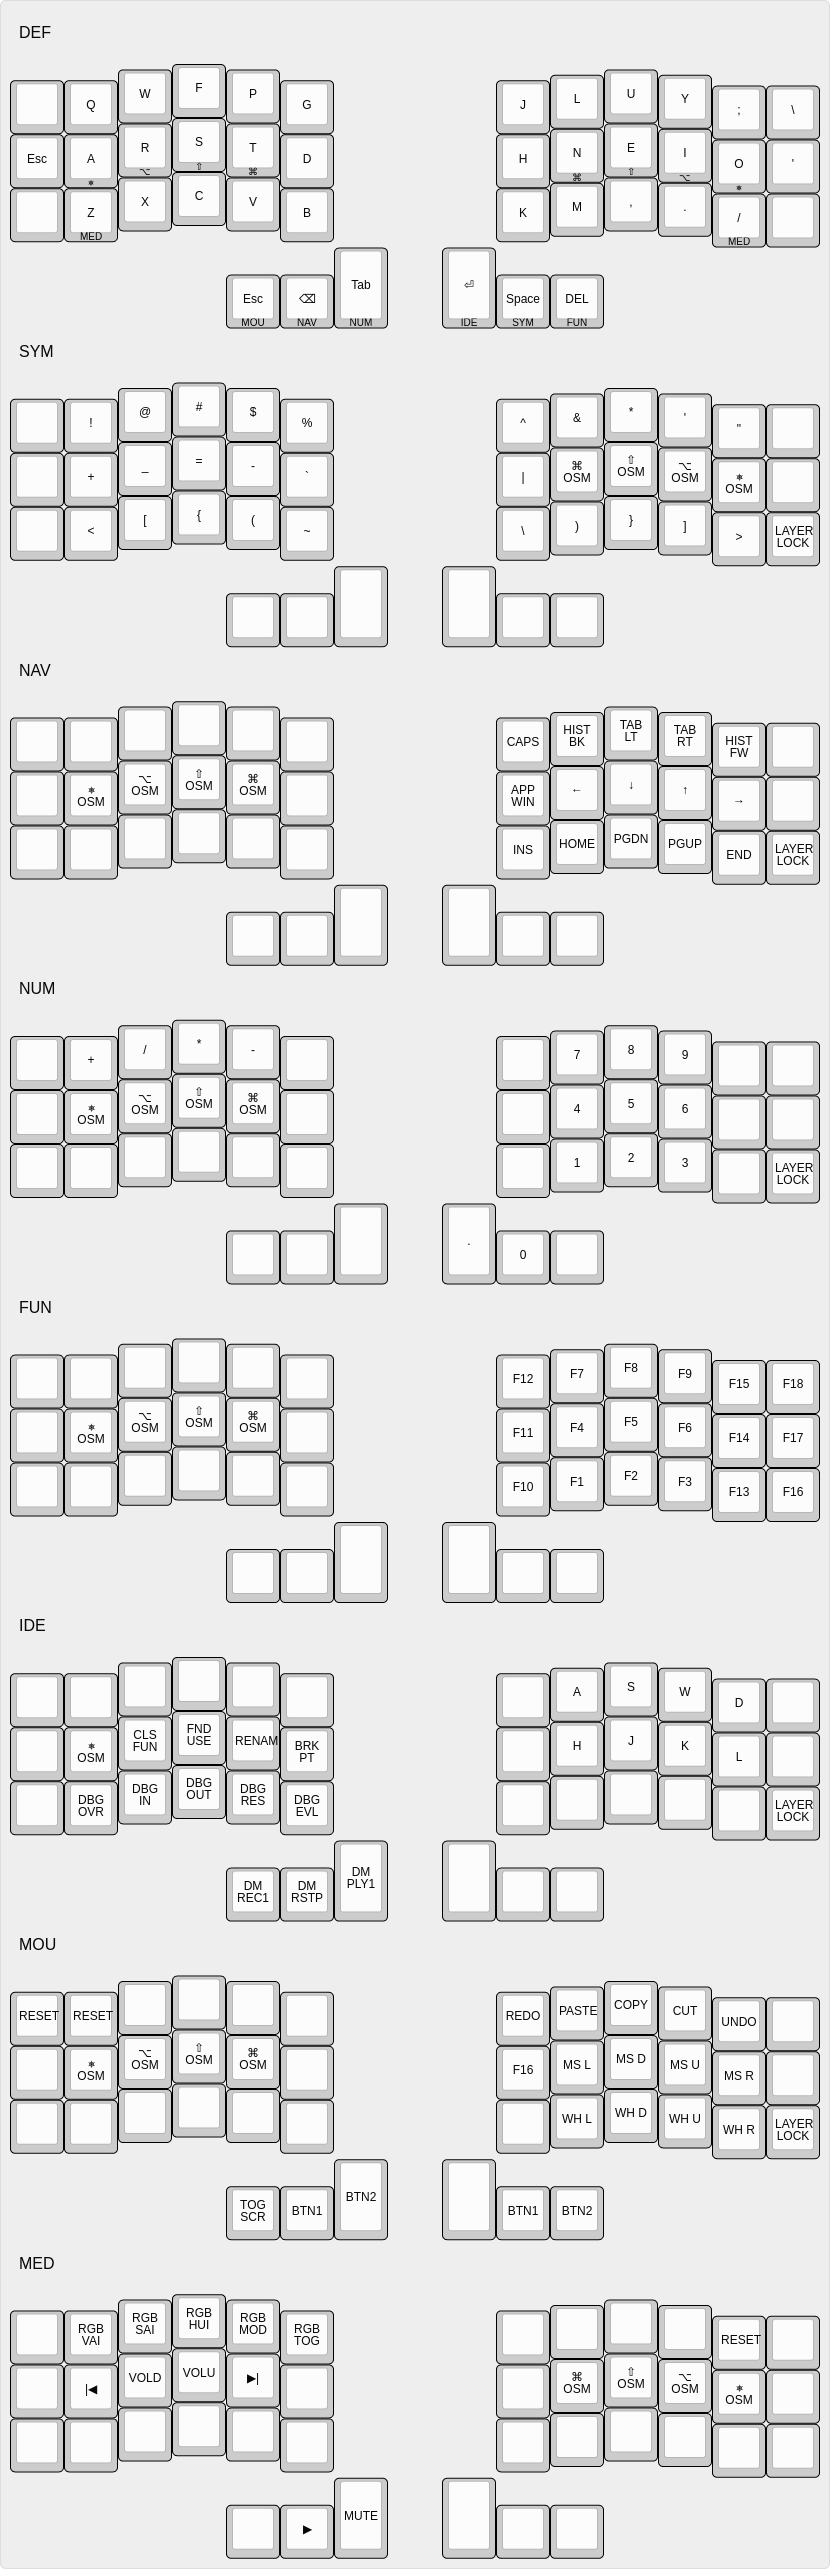 DEF
Q W F P G J L U Y ; \
Esc A R S T D H N E I O '
⎈ ⌥ ⇧ ⌘ ⌘ ⇧ ⌥ ⎈
Z X C V B K M , . /
MED MED
Esc ⌫ Tab ⏎ Space DEL
MOU NAV NUM IDE SYM FUN
SYM
! @ # $ % ^ & * ' "
+ _ = - ` | ⌘ ⇧ ⌥ ⎈
OSM OSM OSM OSM
< [ { ( ~ \ ) } ] > LAYER
LOCK
NAV
CAPS HIST TAB TAB HIST
BK LT RT FW
⎈ ⌥ ⇧ ⌘ APP ← ↓ ↑ →
OSM OSM OSM OSM WIN
INS HOME PGDN PGUP END LAYER
LOCK
NUM
+ / * - 7 8 9
⎈ ⌥ ⇧ ⌘ 4 5 6
OSM OSM OSM OSM
1 2 3 LAYER
LOCK
. 0
FUN
F12 F7 F8 F9 F15 F18
⎈ ⌥ ⇧ ⌘ F11 F4 F5 F6 F14 F17
OSM OSM OSM OSM
F10 F1 F2 F3 F13 F16
IDE
A S W D
⎈ CLS FND RENAM BRK H J K L
OSM FUN USE PT
DBG DBG DBG DBG DBG LAYER
OVR IN OUT RES EVL LOCK
DM DM DM
REC1 RSTP PLY1
MOU
RESET RESET REDO PASTE COPY CUT UNDO
⎈ ⌥ ⇧ ⌘ F16 MS L MS D MS U MS R
OSM OSM OSM OSM
WH L WH D WH U WH R LAYER
LOCK
TOG BTN1 BTN2 BTN1 BTN2
SCR
MED
RGB RGB RGB RGB RGB RESET
VAI SAI HUI MOD TOG
|◀ VOLD VOLU ▶| ⌘ ⇧ ⌥ ⎈
OSM OSM OSM OSM
▶ MUTE